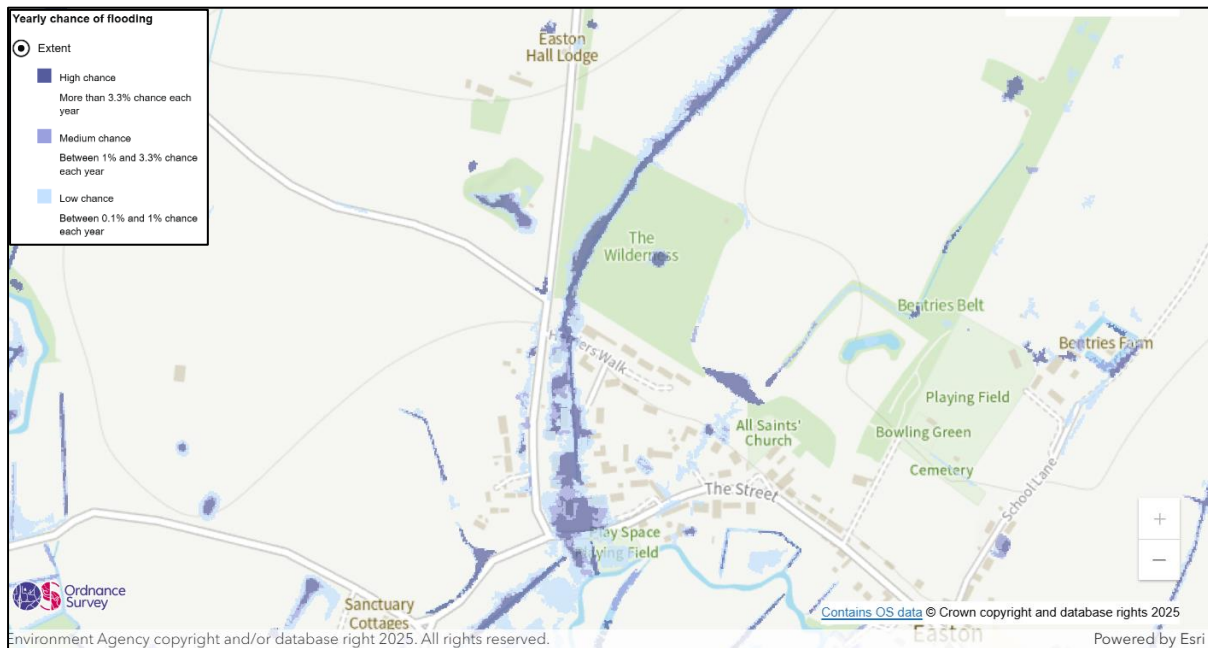 Yearly chance of flooding
Extent
High chance
More than 3.3% chance each
year
Medium chance
Between 1% and 3.3% chance
each year
Low chance
Between 0.1% and 1% chance
each year
Easton
Hall Lodge
The
Wilderness
Bentries Belt
Bentries Farm
Walk
Playing Field
All Saints'
Church
Bowling Green
Cemetery
School Lane
The Street
Play Space
Playing Field
+
−
Ordnance
Survey
Sanctuary
Cottages
Contains OS data © Crown copyright and database rights 2025
Easton
Environment Agency copyright and/or database right 2025. All rights reserved.
Powered by Esri